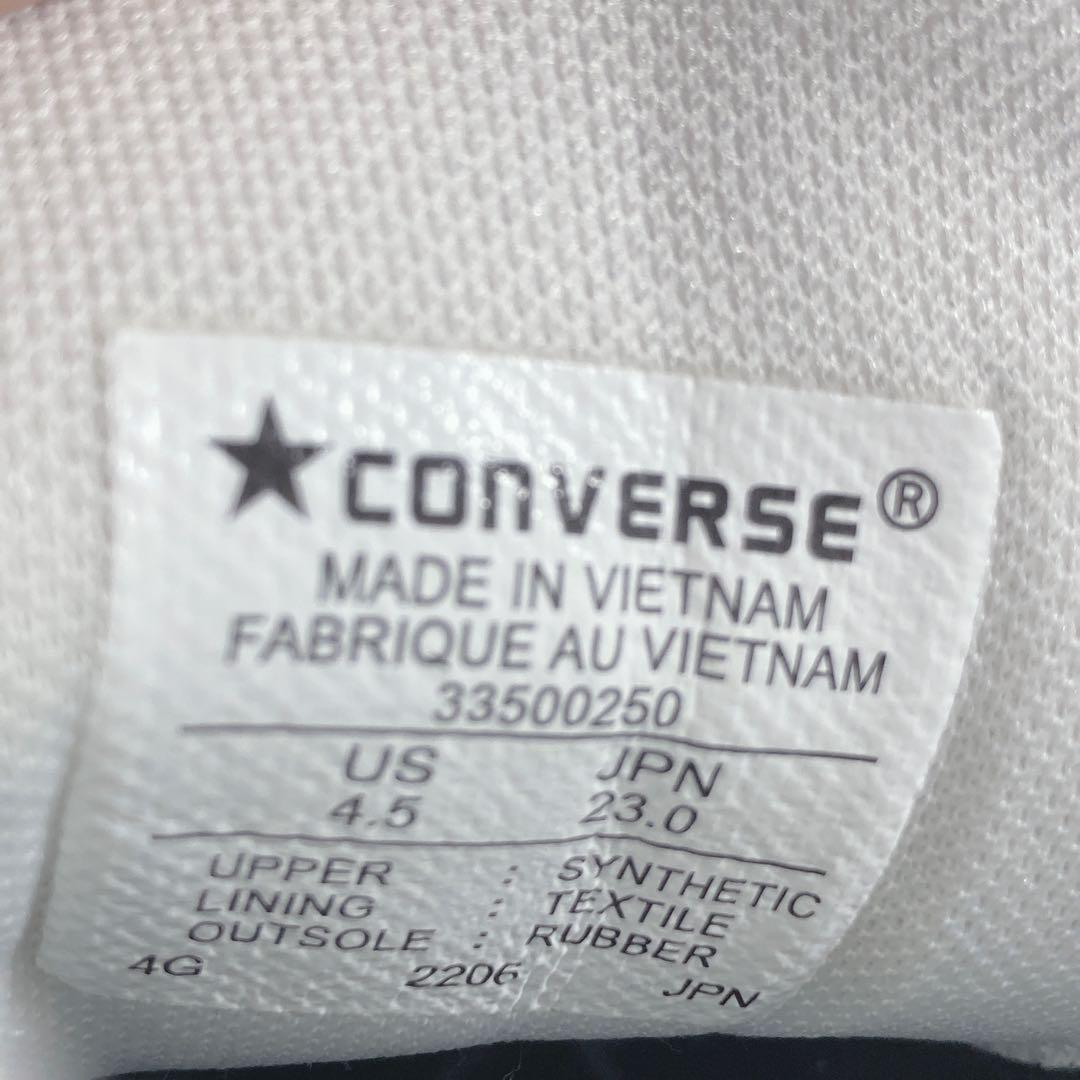 ★CONVERSE®
MADE IN VIETNAM
FABRIQUE AU VIETNAM
33500250
US JPN
4.5 23.0
UPPER : SYNTHETIC
LINING : TEXTILE
OUTSOLE : RUBBER
4G 2206 JPN